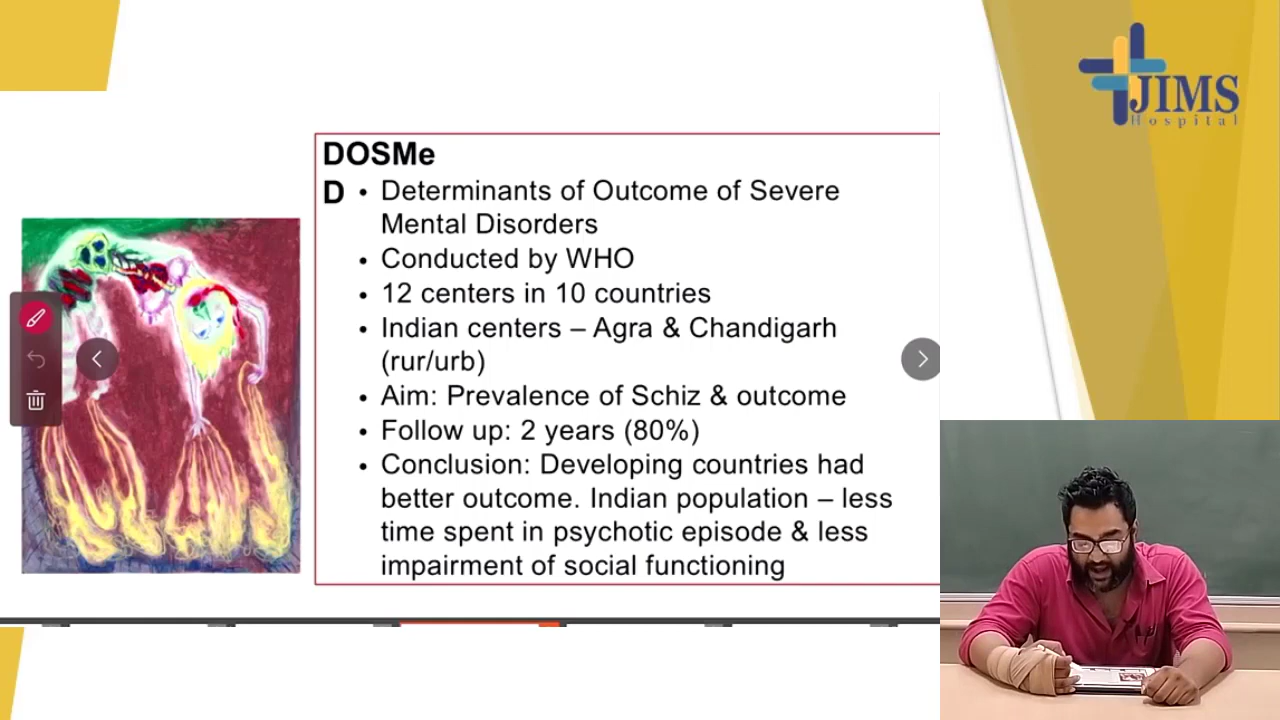 JIMS
Hospital
DOSMe
D
• Determinants of Outcome of Severe
Mental Disorders
• Conducted by WHO
• 12 centers in 10 countries
• Indian centers – Agra & Chandigarh
(rur/urb)
• Aim: Prevalence of Schiz & outcome
• Follow up: 2 years (80%)
• Conclusion: Developing countries had
better outcome. Indian population – less
time spent in psychotic episode & less
impairment of social functioning